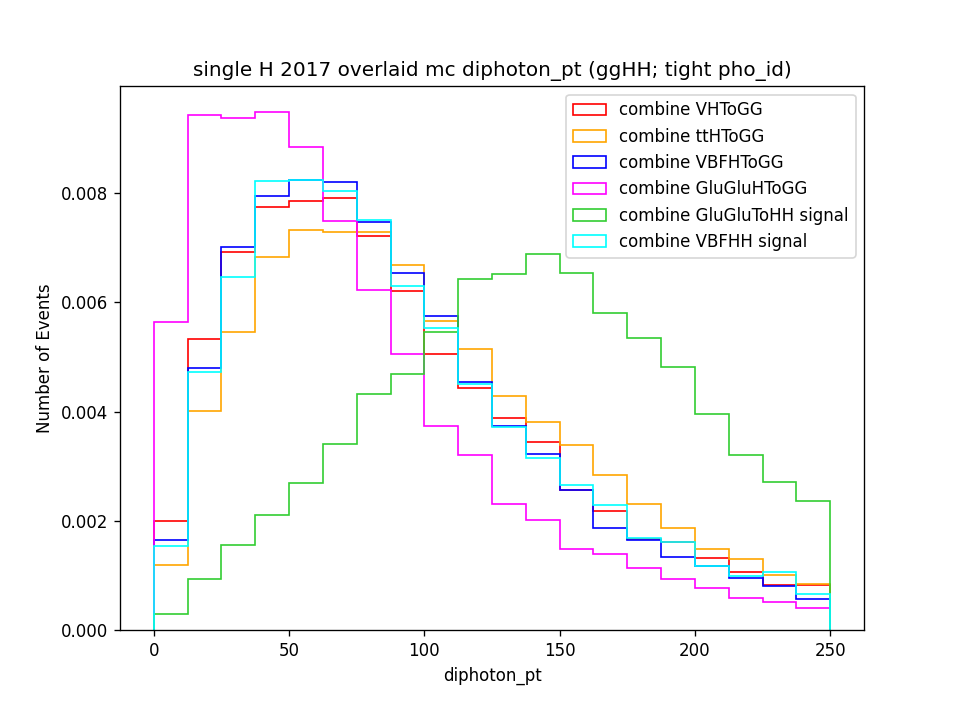 single H 2017 overlaid mc diphoton_pt (ggHH; tight pho_id)
combine VHToGG
combine ttHToGG
combine VBFHToGG
combine GluGluHToGG
combine GluGluToHH signal
combine VBFHH signal
Number of Events
0.008
0.006
0.004
0.002
0.000
0
50
100
150
200
250
diphoton_pt